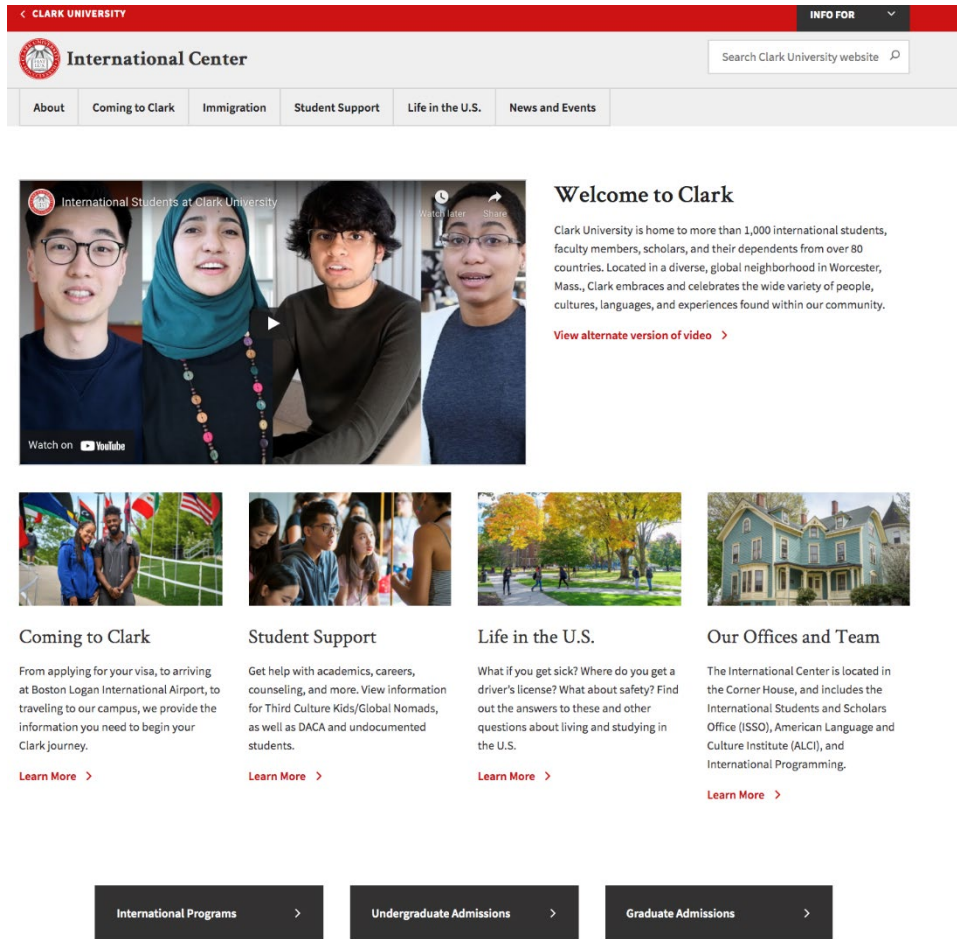 CLARK UNIVERSITY
INFO FOR
International Center
Search Clark University website
About
Coming to Clark
Immigration
Student Support
Life in the U.S.
News and Events
International Students at Clark University
Watch later
Share
Watch on YouTube
Welcome to Clark
Clark University is home to more than 1,000 international students,
faculty members, scholars, and their dependents from over 80
countries. Located in a diverse, global neighborhood in Worcester,
Mass., Clark embraces and celebrates the wide variety of people,
cultures, languages, and experiences found within our community.
View alternate version of video
Coming to Clark
From applying for your visa, to arriving
at Boston Logan International Airport, to
traveling to our campus, we provide the
information you need to begin your
Clark journey.
Learn More
Student Support
Get help with academics, careers,
counseling, and more. View information
for Third Culture Kids/Global Nomads,
as well as DACA and undocumented
students.
Learn More
Life in the U.S.
What if you get sick? Where do you get a
driver's license? What about safety? Find
out the answers to these and other
questions about living and studying in
the U.S.
Learn More
Our Offices and Team
The International Center is located in
the Corner House, and includes the
International Students and Scholars
Office (ISSO), American Language and
Culture Institute (ALCI), and
International Programming.
Learn More
International Programs
Undergraduate Admissions
Graduate Admissions